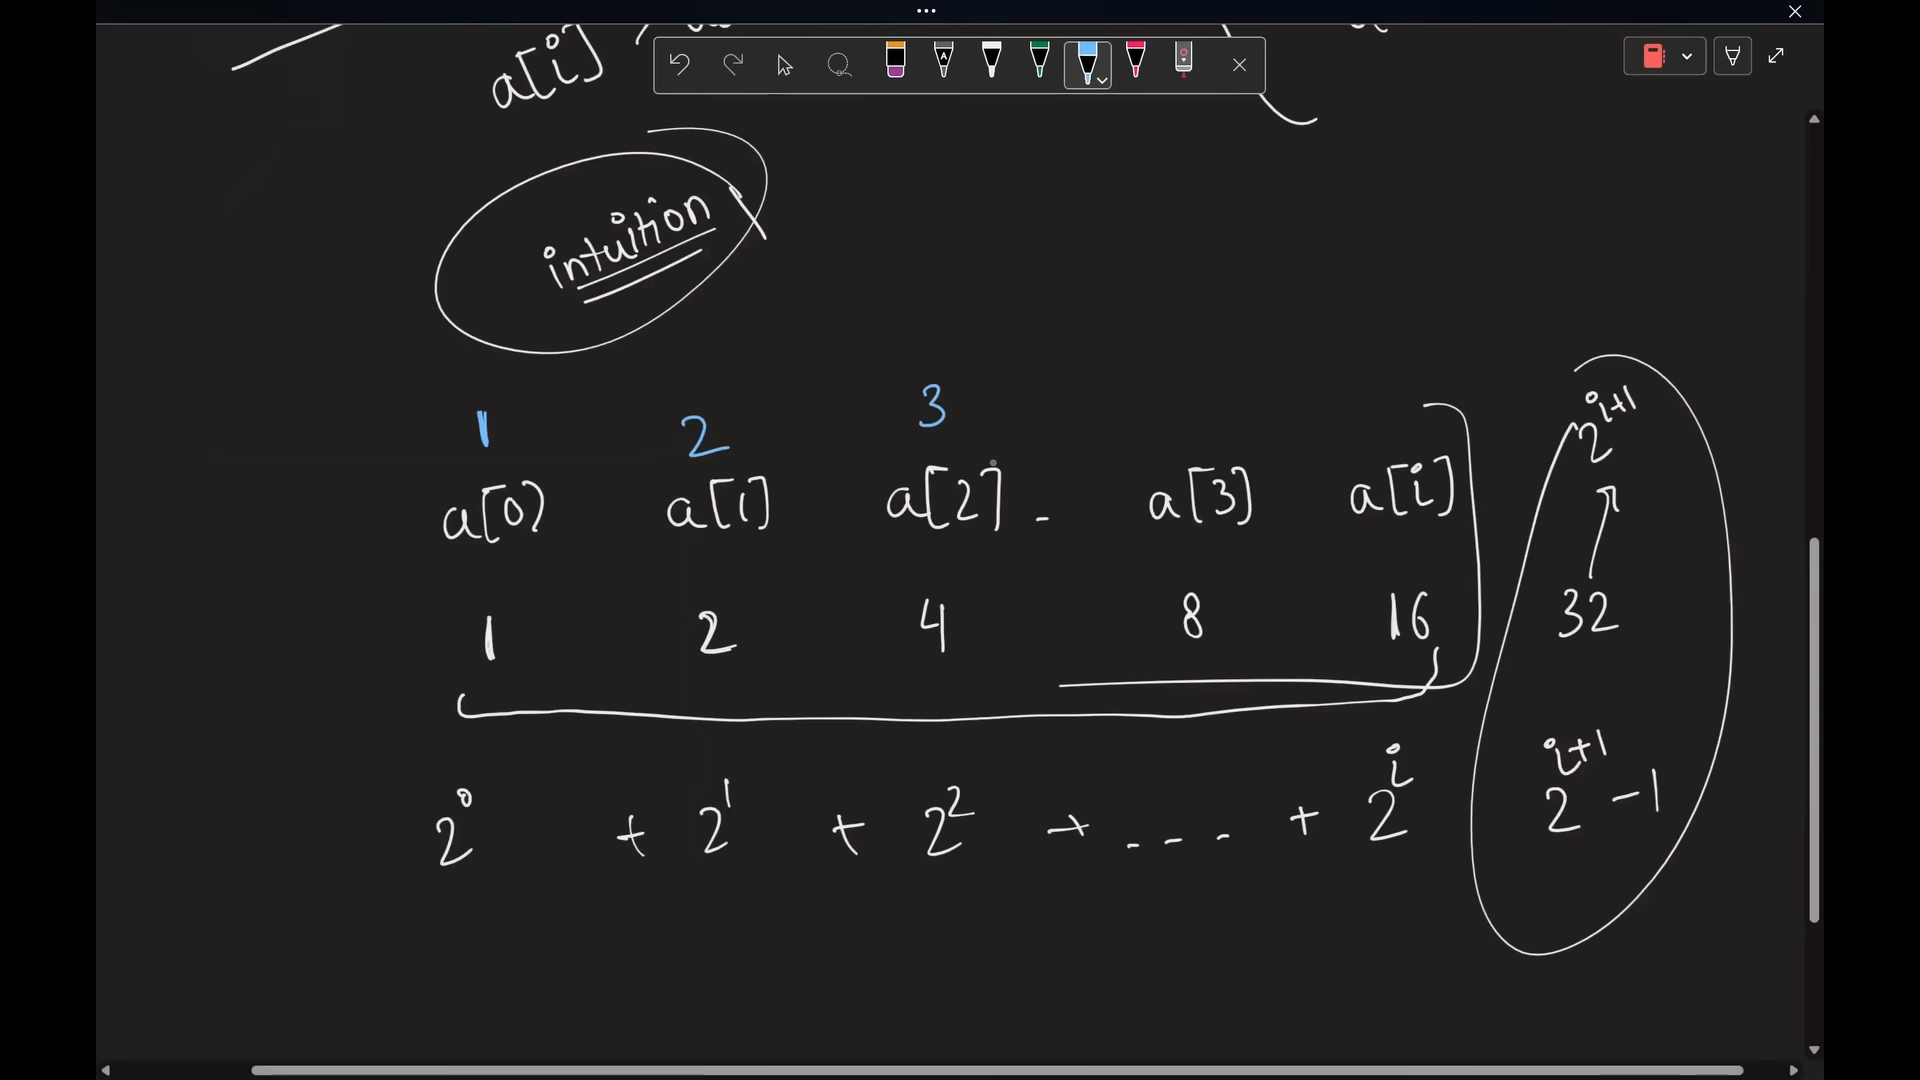 a[i]
intuition
1 2 3
a[0] a[1] a[2] - a[3] a[i] 2^{i+1}
1 2 4 8 16 32
2^0 + 2^1 + 2^2 + - - - + 2^i 2^{i+1} -1